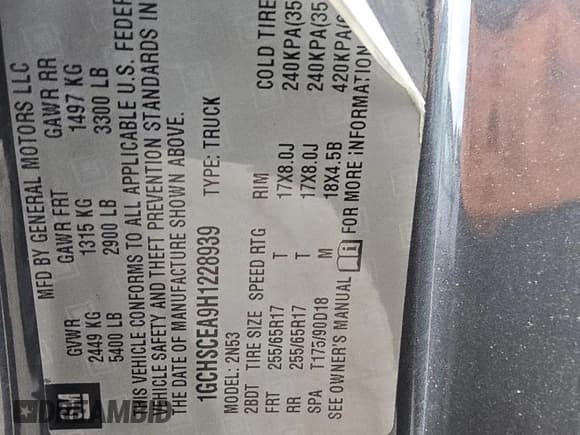 GM
MFD BY GENERAL MOTORS LLC
GVWR GAWR FRT GAWR RR
2449 KG 1315 KG 1497 KG
5400 LB 2900 LB 3300 LB
THIS VEHICLE CONFORMS TO ALL APPLICABLE U.S. FEDER
VEHICLE SAFETY AND THEFT PREVENTION STANDARDS IN
THE DATE OF MANUFACTURE SHOWN ABOVE.
1GCHSCEA9H1228939 TYPE: TRUCK
MODEL: 2N53
2BDT TIRE SIZE SPEED RTG RIM COLD TIRE
FRT 255/65R17 T 17X8.0J 240KPA(35
RR 255/65R17 T 17X8.0J 240KPA(35
SPA T175/90D18 M 18X4.5B 420KPA(6
SEE OWNER'S MANUAL i FOR MORE INFORMATION
DREAMBID